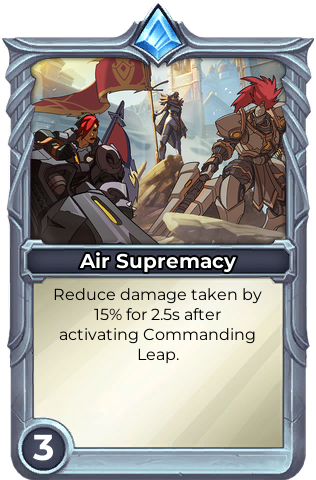 Air Supremacy
Reduce damage taken by
15% for 2.5s after
activating Commanding
Leap.
3